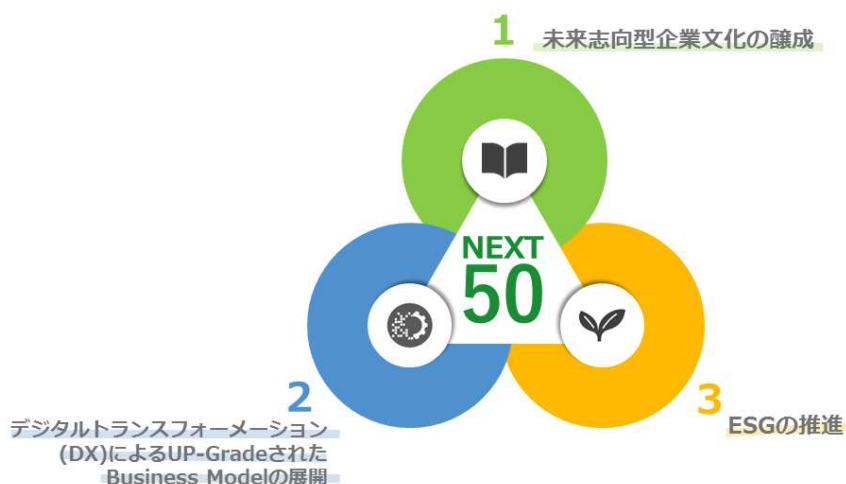 1
未来志向型企業文化の醸成
NEXT
50
2
デジタルトランスフォーメーション
(DX)によるUP-Gradeされた
Business Modelの展開
3
ESGの推進